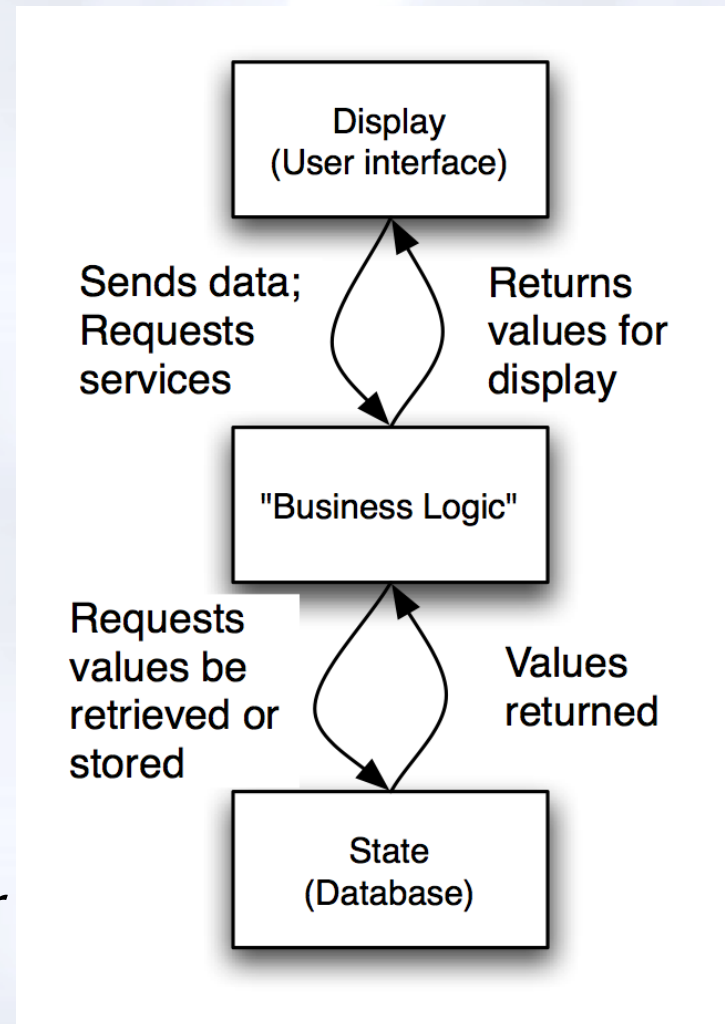 Display
(User interface)
Sends data;
Requests
services
Returns
values for
display
"Business Logic"
Requests
values be
retrieved or
stored
Values
returned
State
(Database)